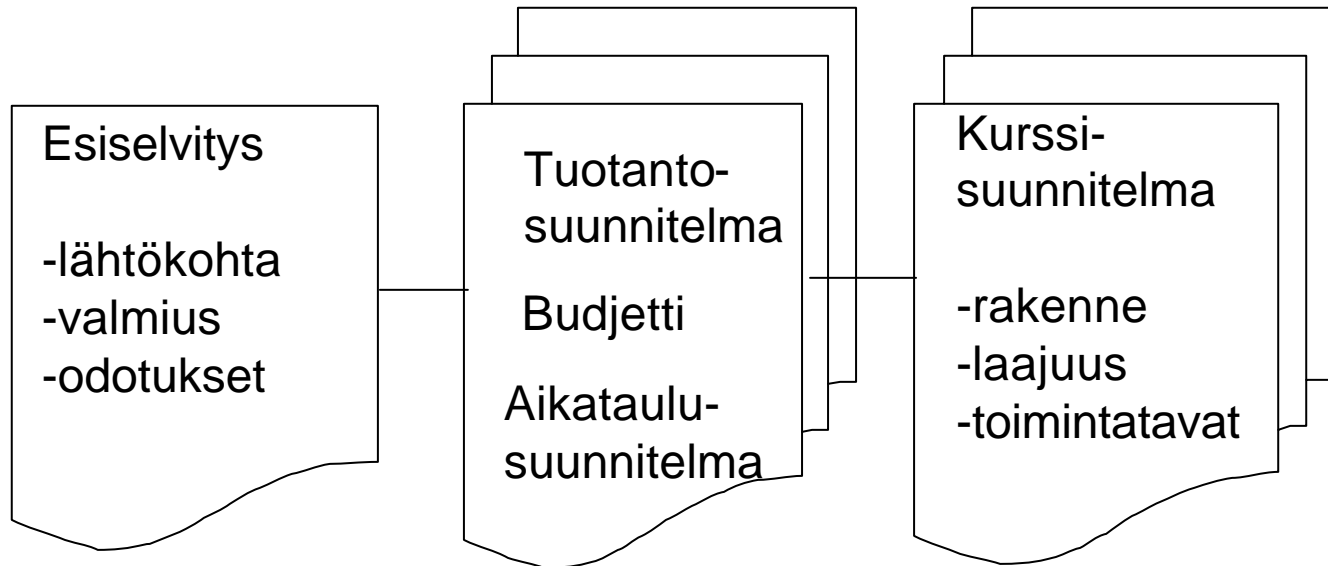 Esiselvitys
-lähtökohta
-valmius
-odotukset
Tuotanto-
suunnitelma
Budjetti
Aikataulu-
suunnitelma
Kurssi-
suunnitelma
-rakenne
-laajuus
-toimintatavat